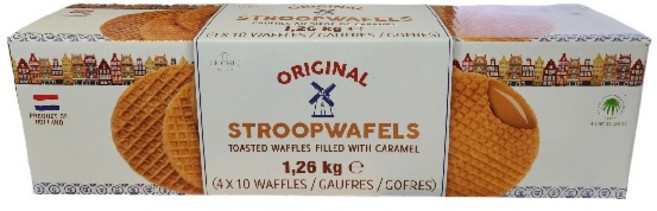 ORIGINAL
STROOPWAFELS
1,26 kg ℮
(4 X 10 WAFFLES / GAUFRES / GOFRES)
ORIGINAL
STROOPWAFELS
TOASTED WAFFLES FILLED WITH CARAMEL
1,26 kg ℮
(4 X 10 WAFFLES / GAUFRES / GOFRES)
PRODUCT OF
HOLLAND